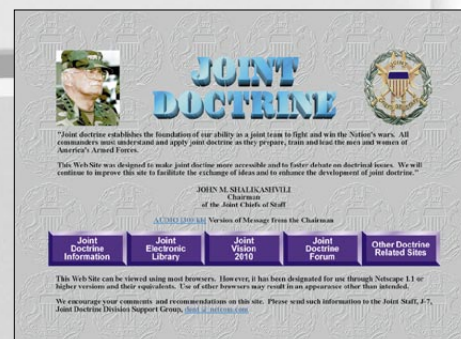 JOINT
DOCTRINE
"Joint doctrine establishes the foundation of our ability as a joint team to fight and win the Nation's wars. All
commanders must understand and apply joint doctrine as they prepare, train and lead the men and women of
America's Armed Forces.
This Web Site was designed to make joint doctine more accessible and to foster debate on doctrinal issues. We will
continue to improve this site to facilitate the exchange of ideas and to enhance the development of joint doctrine."
JOHN M. SHALIKASHVILI
Chairman
of the Joint Chiefs of Staff
AUDIO Version of Message from the Chairman
Joint Doctrine Information
Joint Electronic Library
Joint Vision 2010
Joint Doctrine Forum
Other Doctrine Related Sites
This Web Site can be viewed using most browsers. However, it has been designated for use through Netscape 1.1 or
higher versions and their equivalents. Use of other browsers may result in an appearance other than intended.
We encourage your comments and recommendations on this site. Please send such information to the Joint Staff, J-7,
Joint Doctrine Division Support Group,